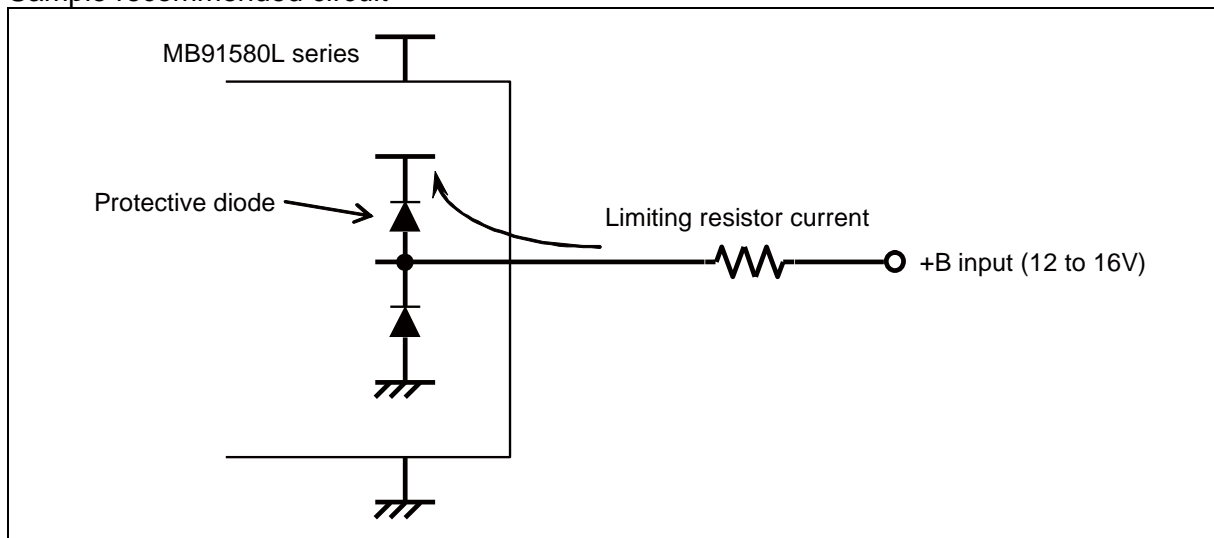 Sample recommended circuit
MB91580L series
Protective diode
Limiting resistor current
+B input (12 to 16V)